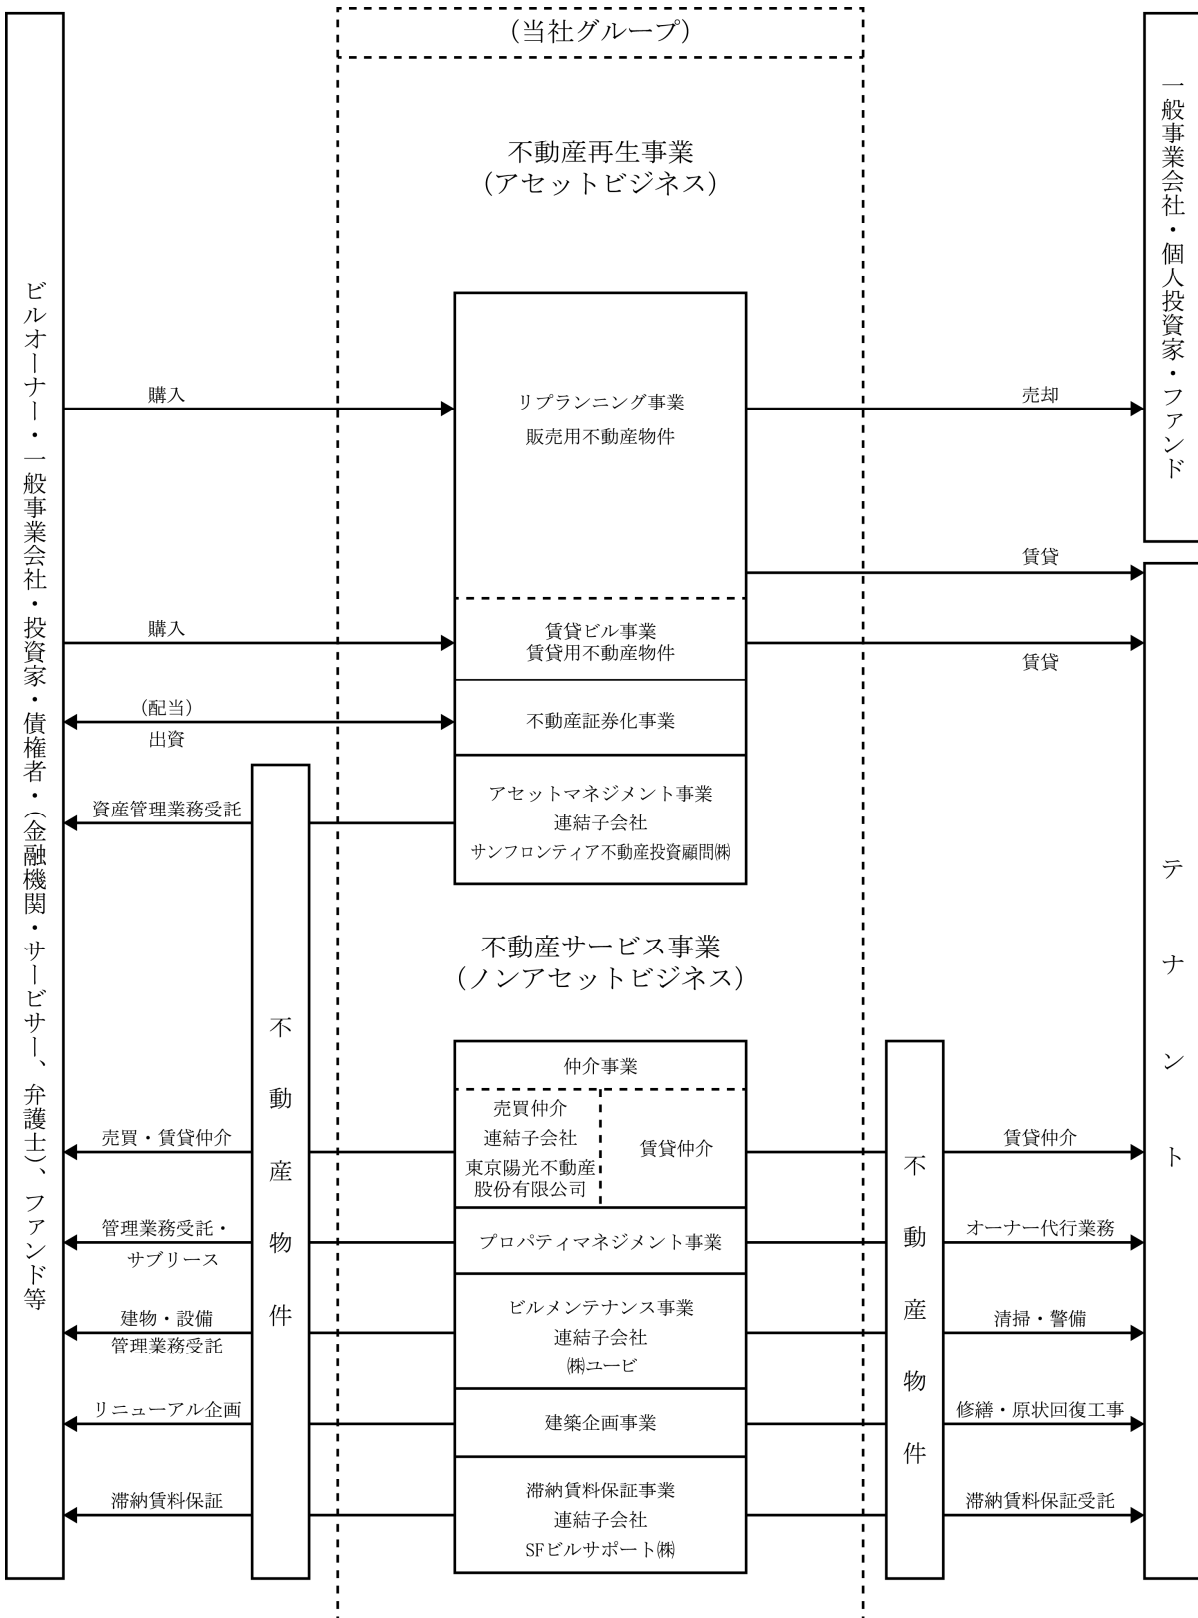 （当社グループ）
不動産再生事業
（アセットビジネス）
ビルオーナー・一般事業会社・投資家・債権者・（金融機関・サービサー、弁護士）、ファンド等
一般事業会社・個人投資家・ファンド
購入
リプランニング事業
販売用不動産物件
売却
賃貸
購入
賃貸ビル事業
賃貸用不動産物件
賃貸
（配当）
出資
不動産証券化事業
資産管理業務受託
アセットマネジメント事業
連結子会社
サンフロンティア不動産投資顧問㈱
不動産サービス事業
（ノンアセットビジネス）
不動産物件
不動産物件
テナント
仲介事業
売買・賃貸仲介
売買仲介
連結子会社
東京陽光不動産
股份有限公司
賃貸仲介
賃貸仲介
管理業務受託・
サブリース
プロパティマネジメント事業
オーナー代行業務
建物・設備
管理業務受託
ビルメンテナンス事業
連結子会社
㈱ユービ
清掃・警備
リニューアル企画
建築企画事業
修繕・原状回復工事
滞納賃料保証
滞納賃料保証事業
連結子会社
SFビルサポート㈱
滞納賃料保証受託